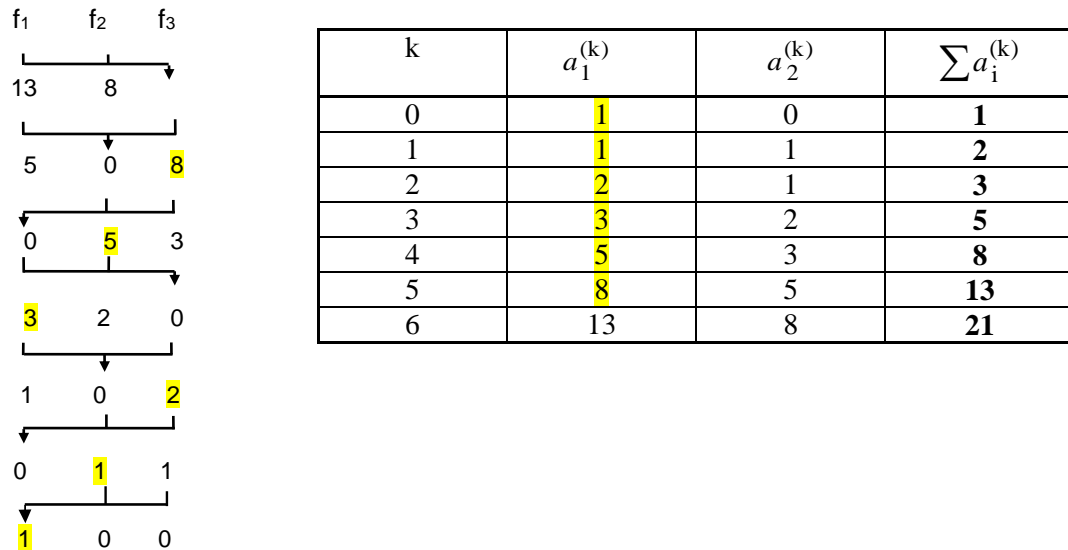 f₁ f₂ f₃
13 8
5 0 8
0 5 3
3 2 0
1 0 2
0 1 1
1 0 0
k a₁⁽ᵏ⁾ a₂⁽ᵏ⁾ ∑aᵢ⁽ᵏ⁾
0 1 0 1
1 1 1 2
2 2 1 3
3 3 2 5
4 5 3 8
5 8 5 13
6 13 8 21